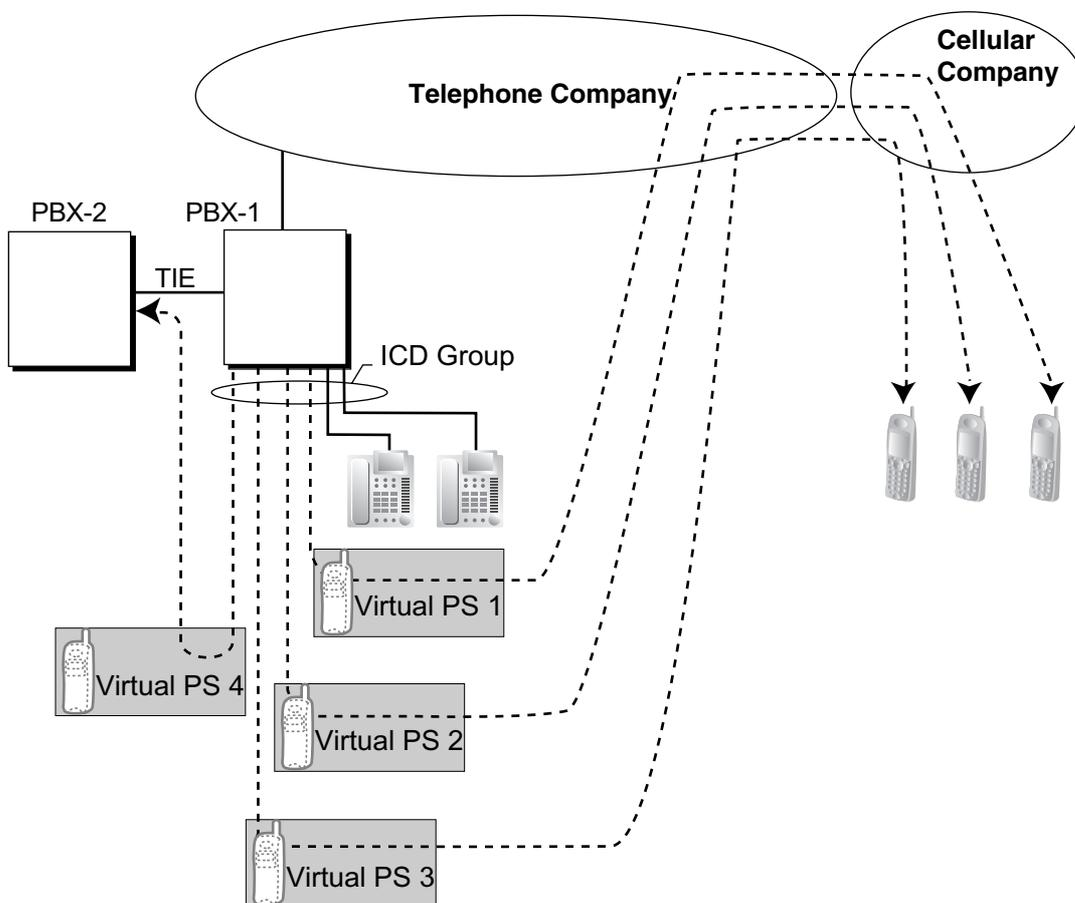 Cellular
Company
Telephone Company
PBX-2
PBX-1
TIE
ICD Group
Virtual PS 1
Virtual PS 4
Virtual PS 2
Virtual PS 3